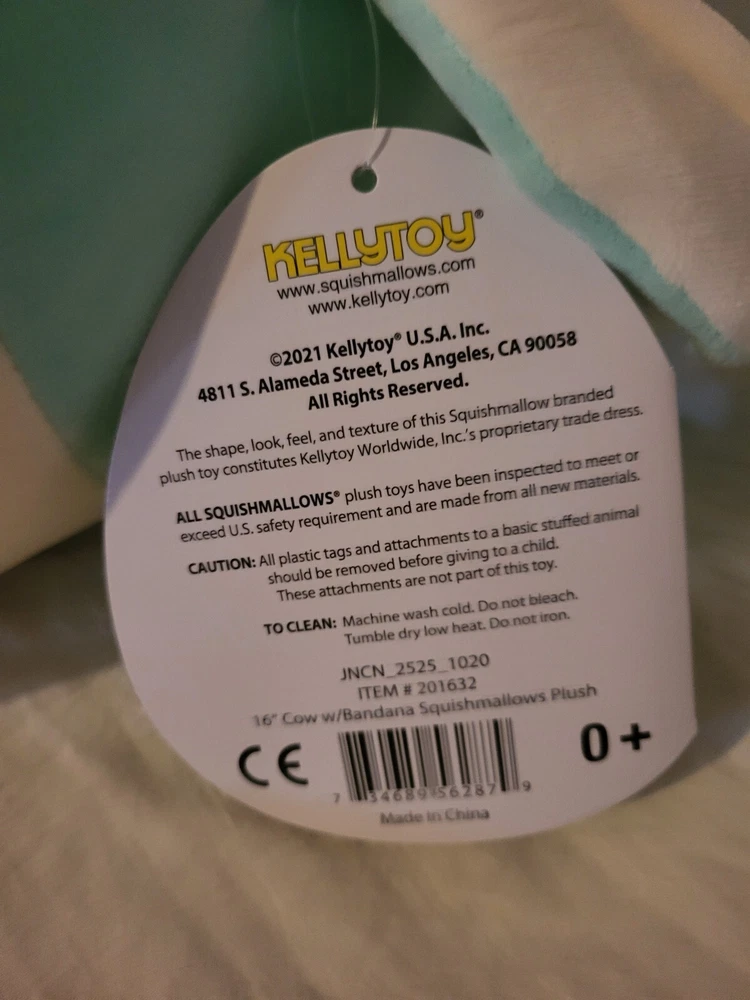 KELLYTOY®
www.squishmallows.com
www.kellytoy.com
©2021 Kellytoy® U.S.A. Inc.
4811 S. Alameda Street, Los Angeles, CA 90058
All Rights Reserved.
The shape, look, feel, and texture of this Squishmallow branded
plush toy constitutes Kellytoy Worldwide, Inc.'s proprietary trade dress.
ALL SQUISHMALLOWS® plush toys have been inspected to meet or
exceed U.S. safety requirement and are made from all new materials.
CAUTION: All plastic tags and attachments to a basic stuffed animal
should be removed before giving to a child.
These attachments are not part of this toy.
TO CLEAN: Machine wash cold. Do not bleach.
Tumble dry low heat. Do not iron.
JNCN_2525_1020
ITEM # 201632
16" Cow w/Bandana Squishmallows Plush
CE 0+
7 34689 56287 9
Made in China